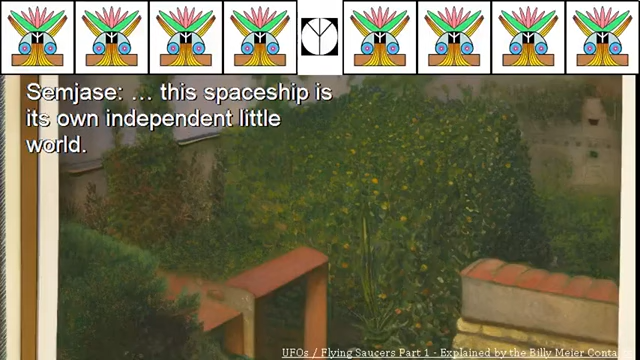 Semjase: … this spaceship is
its own independent little
world.
UFOs / Flying Saucers Part 1 - Explained by the Billy Meier Conta